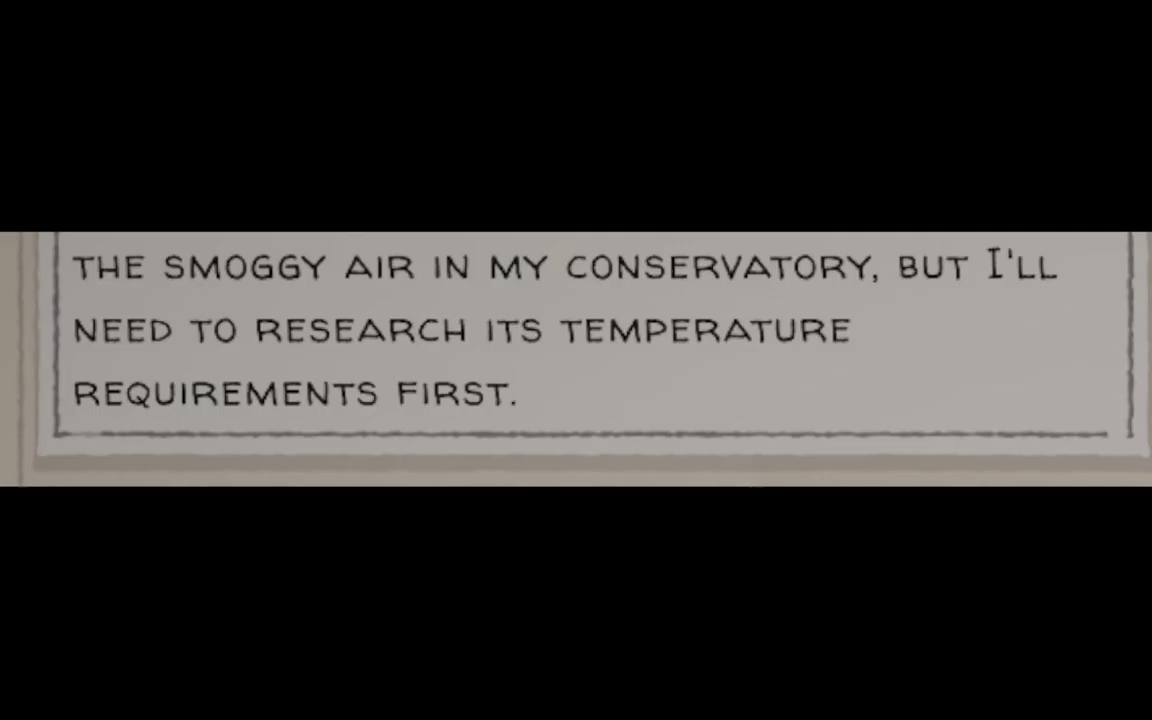 THE SMOGGY AIR IN MY CONSERVATORY, BUT I'LL
NEED TO RESEARCH ITS TEMPERATURE
REQUIREMENTS FIRST.